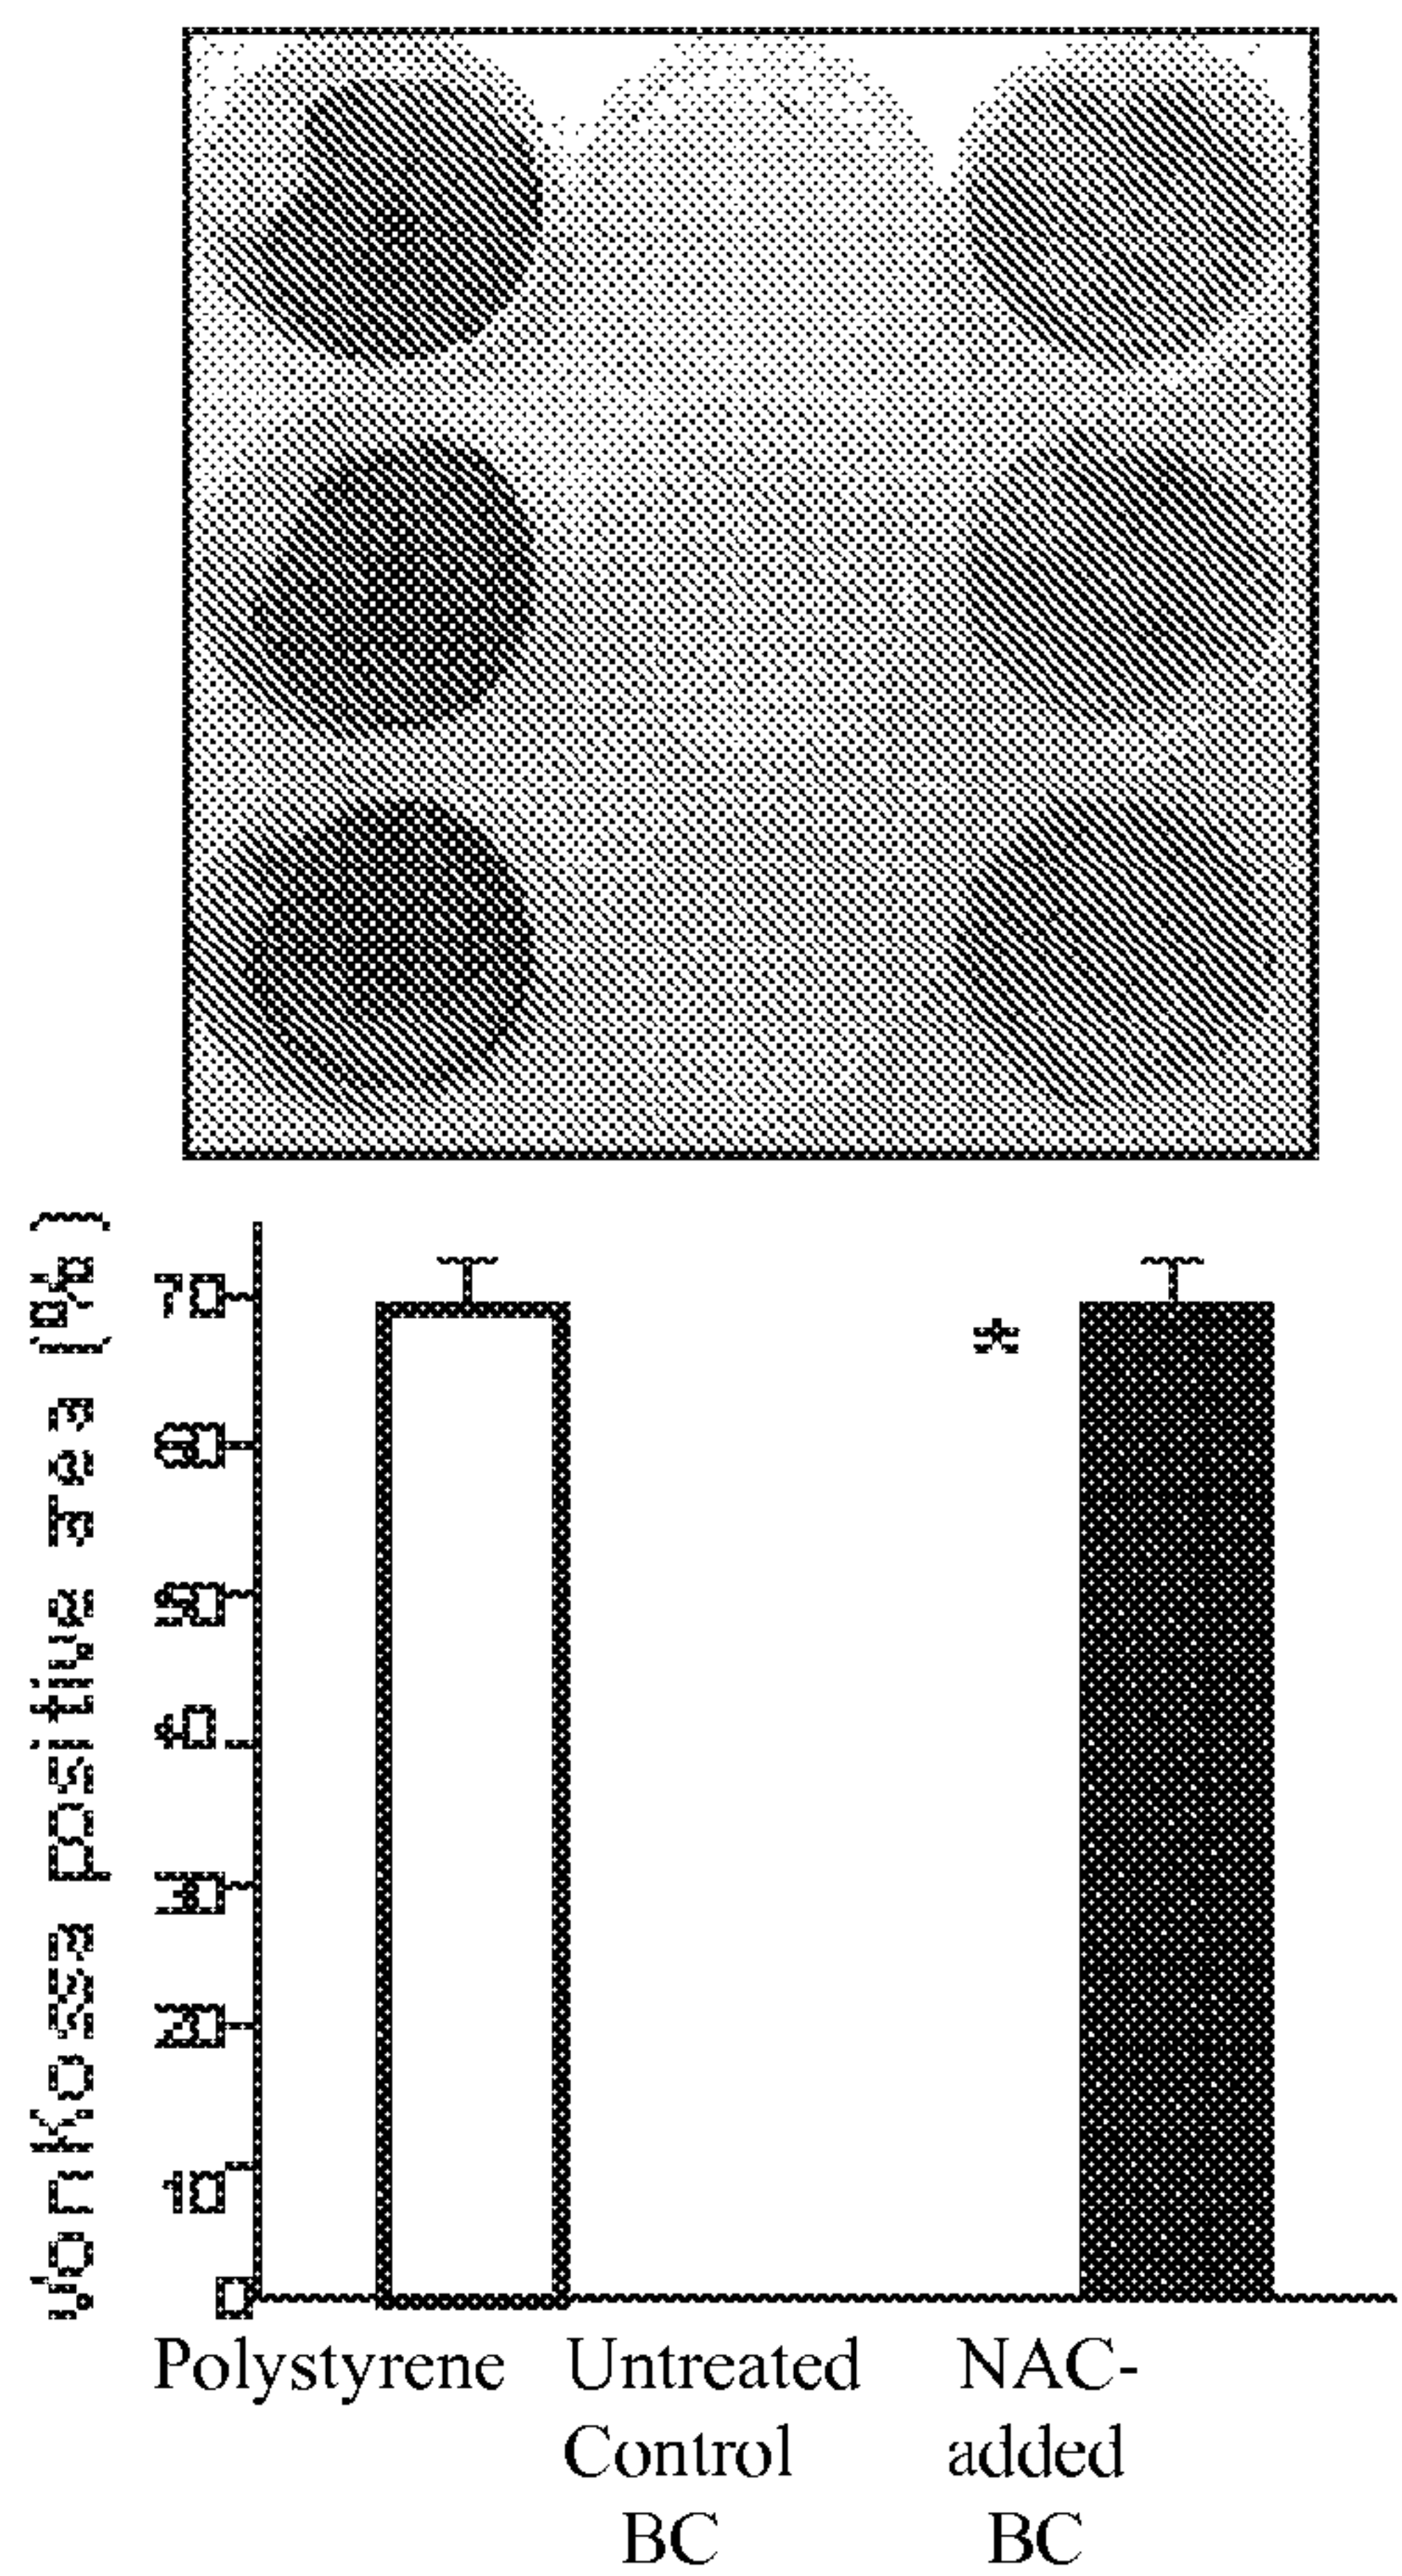 von Kossa positive area (%)
70
60
50
40
30
20
10
0
*
Polystyrene
Untreated
Control
BC
NAC-
added
BC